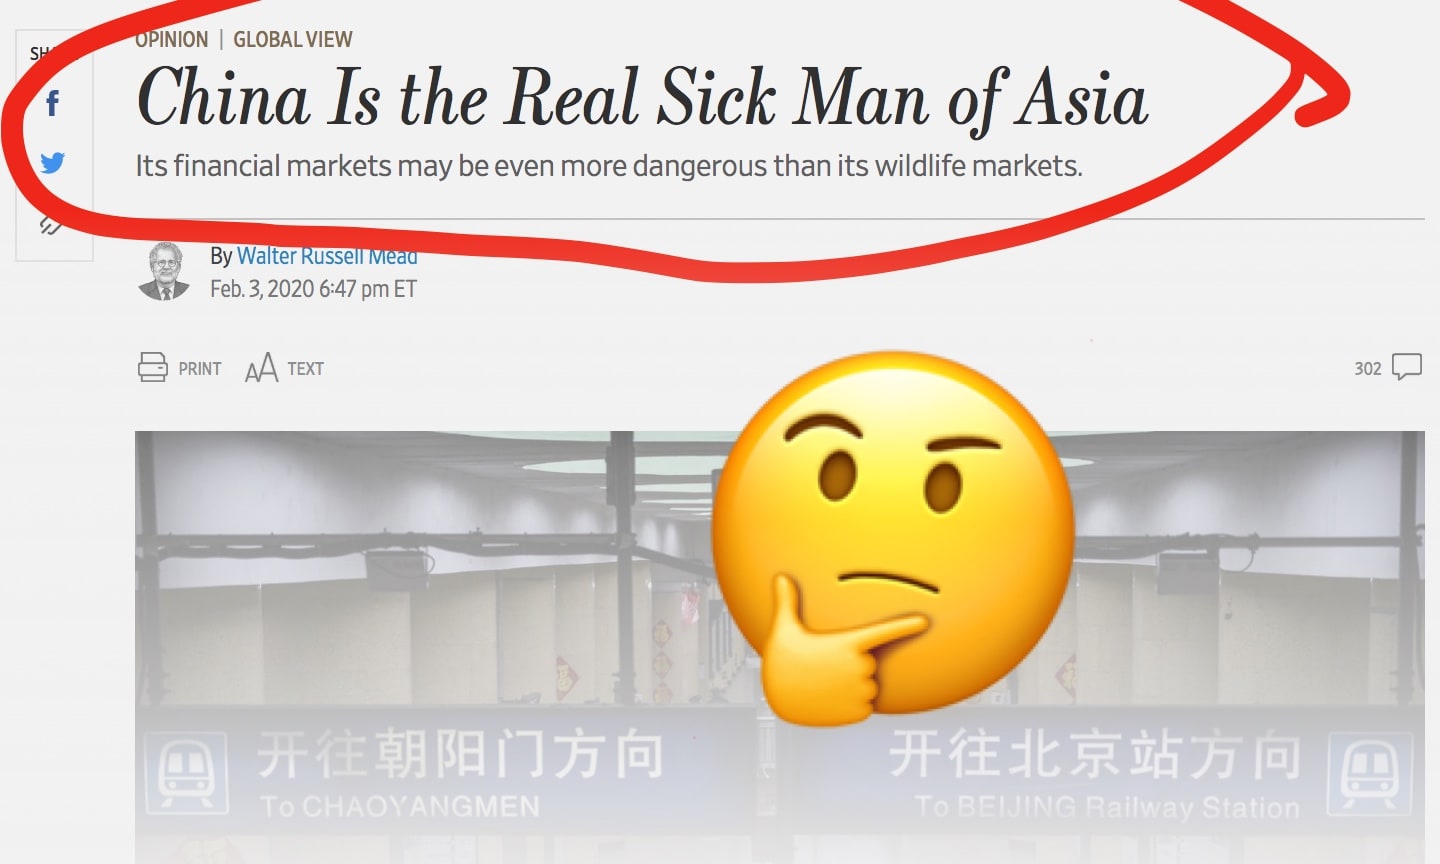 OPINION | GLOBAL VIEW
China Is the Real Sick Man of Asia
Its financial markets may be even more dangerous than its wildlife markets.
By Walter Russell Mead
Feb. 3, 2020 6:47 pm ET
PRINT TEXT
302
开往朝阳门方向 开往北京站方向
To CHAOYANGMEN To BEIJING Railway Station